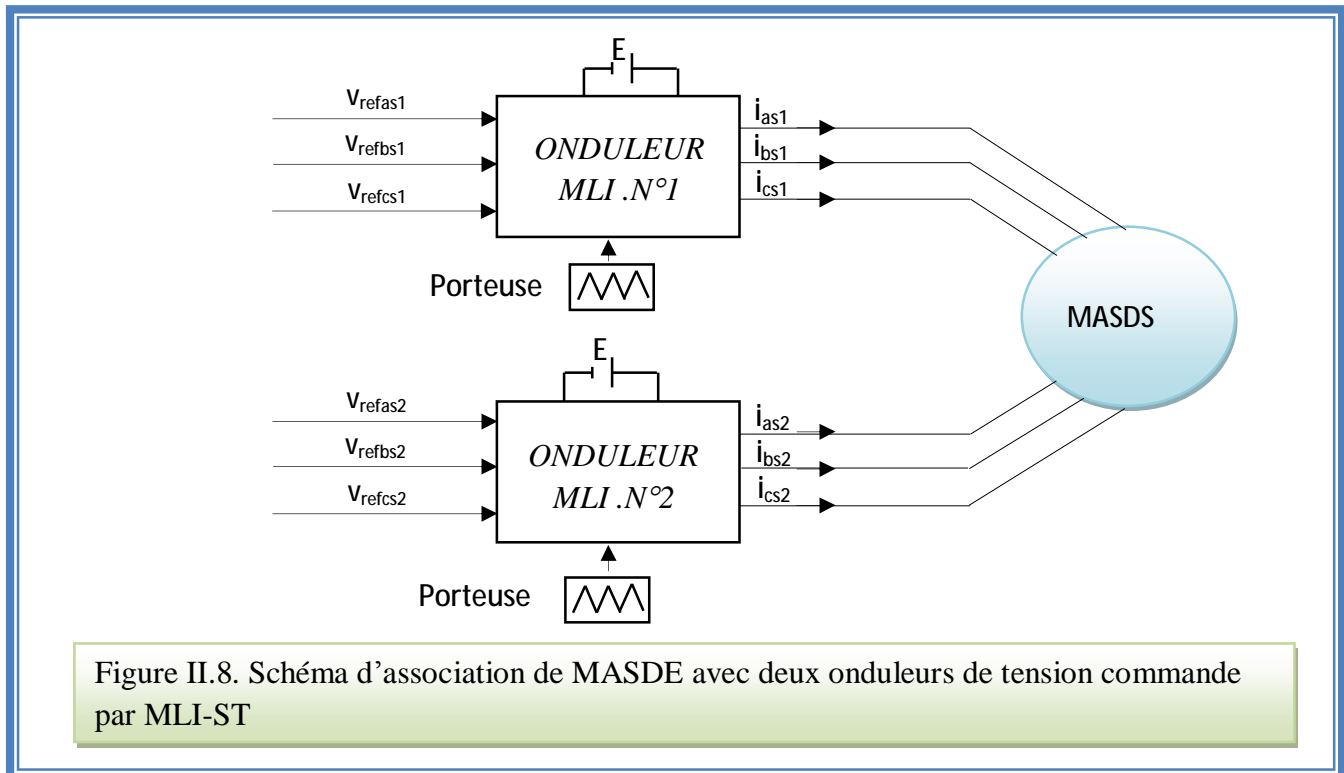 E
v_refas1
v_refbs1
v_refcs1
ONDULEUR
MLI .N°1
i_as1
i_bs1
i_cs1
Porteuse
MASDS
E
v_refas2
v_refbs2
v_refcs2
ONDULEUR
MLI .N°2
i_as2
i_bs2
i_cs2
Porteuse
Figure II.8. Schéma d’association de MASDE avec deux onduleurs de tension commande
par MLI-ST